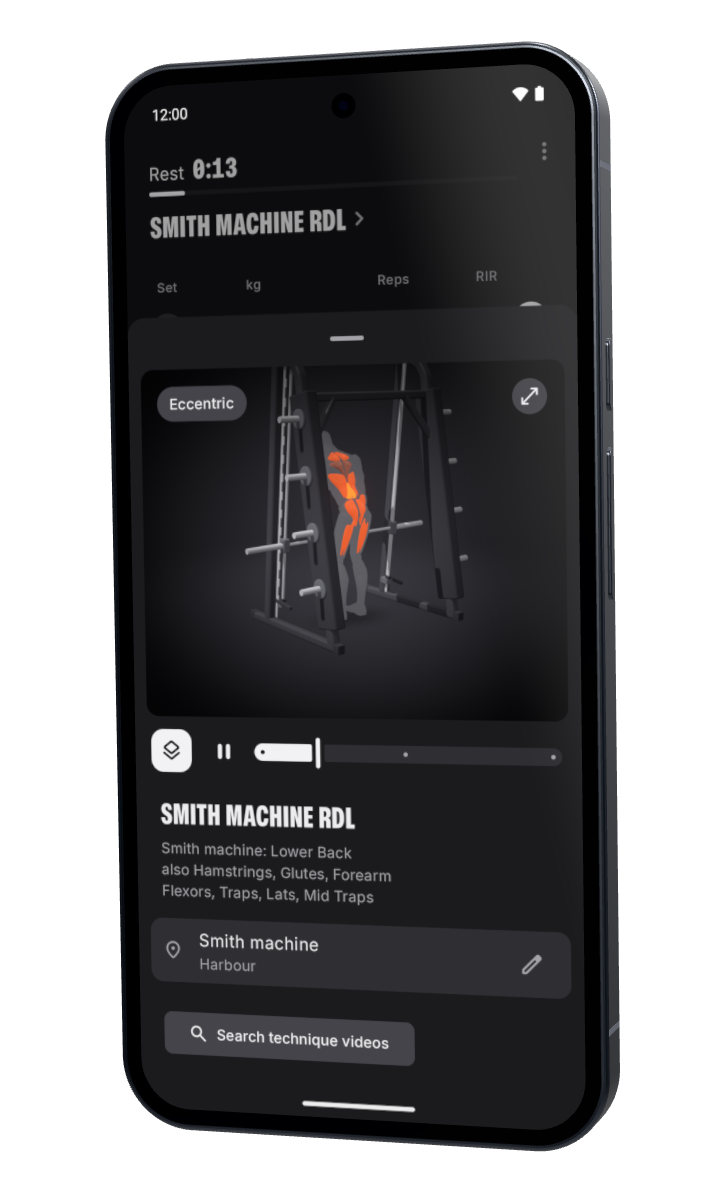 12:00
Rest 0:13
SMITH MACHINE RDL
Set kg Reps RIR
Eccentric
SMITH MACHINE RDL
Smith machine: Lower Back
also Hamstrings, Glutes, Forearm
Flexors, Traps, Lats, Mid Traps
Smith machine
Harbour
Search technique videos